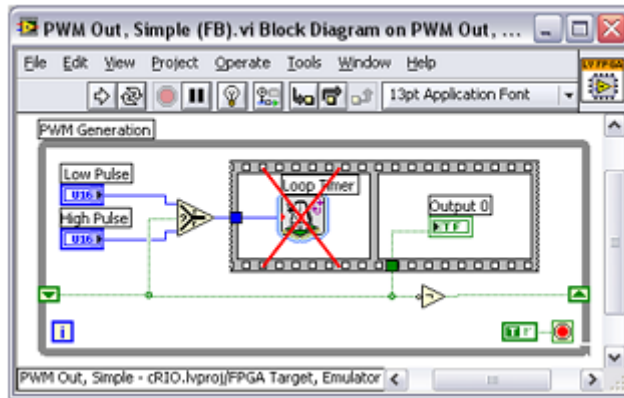 PWM Out, Simple (FB).vi Block Diagram on PWM Out, ...
File Edit View Project Operate Tools Window Help
13pt Application Font
LV FPGA
PWM Generation
Low Pulse
U16
High Pulse
U16
?
Loop Timer
Output 0
TF
i
TF
PWM Out, Simple - cRIO.lvproj/FPGA Target, Emulator